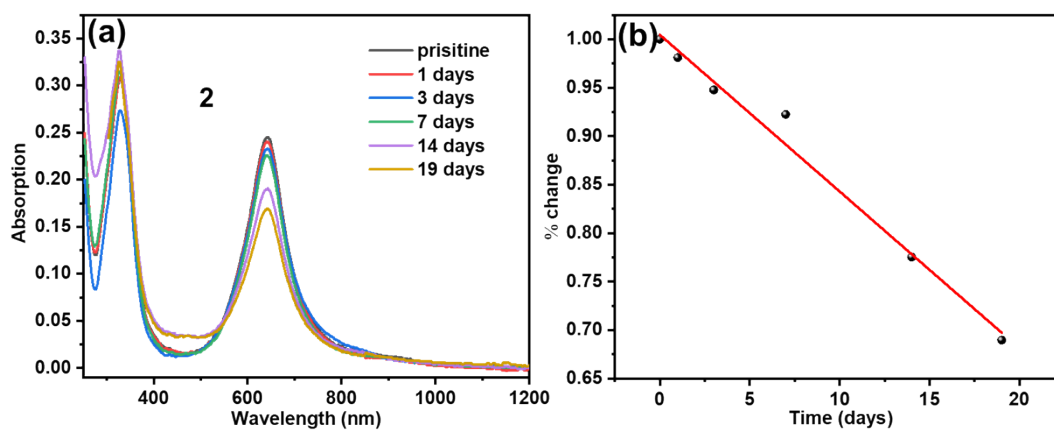 (a)
2
prisitine
1 days
3 days
7 days
14 days
19 days
0.35
0.30
0.25
0.20
0.15
0.10
0.05
0.00
Absorption
400 600 800 1000 1200
Wavelength (nm)
(b)
1.00
0.95
0.90
0.85
0.80
0.75
0.70
0.65
% change
0 5 10 15 20
Time (days)